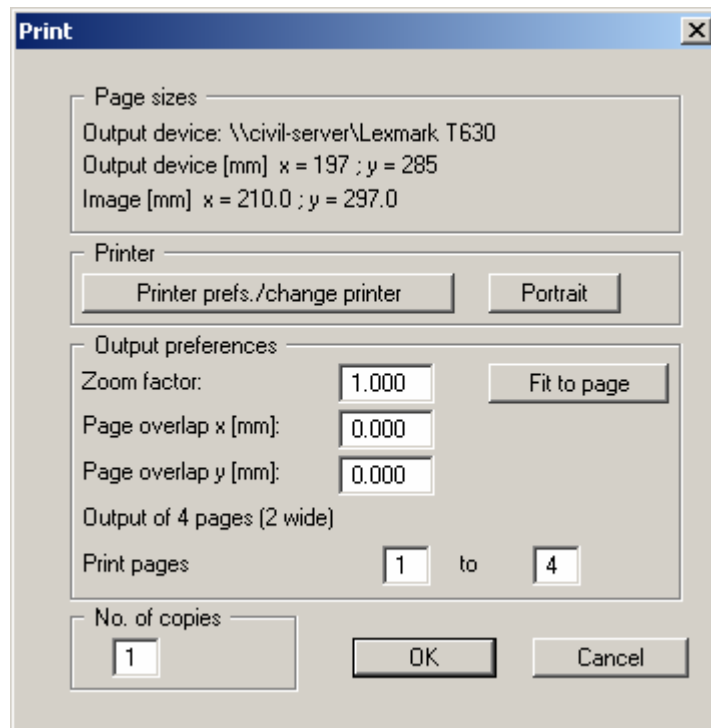 Print
Page sizes
Output device: \\civil-server\Lexmark T630
Output device [mm]  x = 197 ; y = 285
Image [mm]  x = 210.0 ; y = 297.0
Printer
Printer prefs./change printer
Portrait
Output preferences
Zoom factor: 1.000 Fit to page
Page overlap x [mm]: 0.000
Page overlap y [mm]: 0.000
Output of 4 pages (2 wide)
Print pages 1 to 4
No. of copies
1 OK Cancel